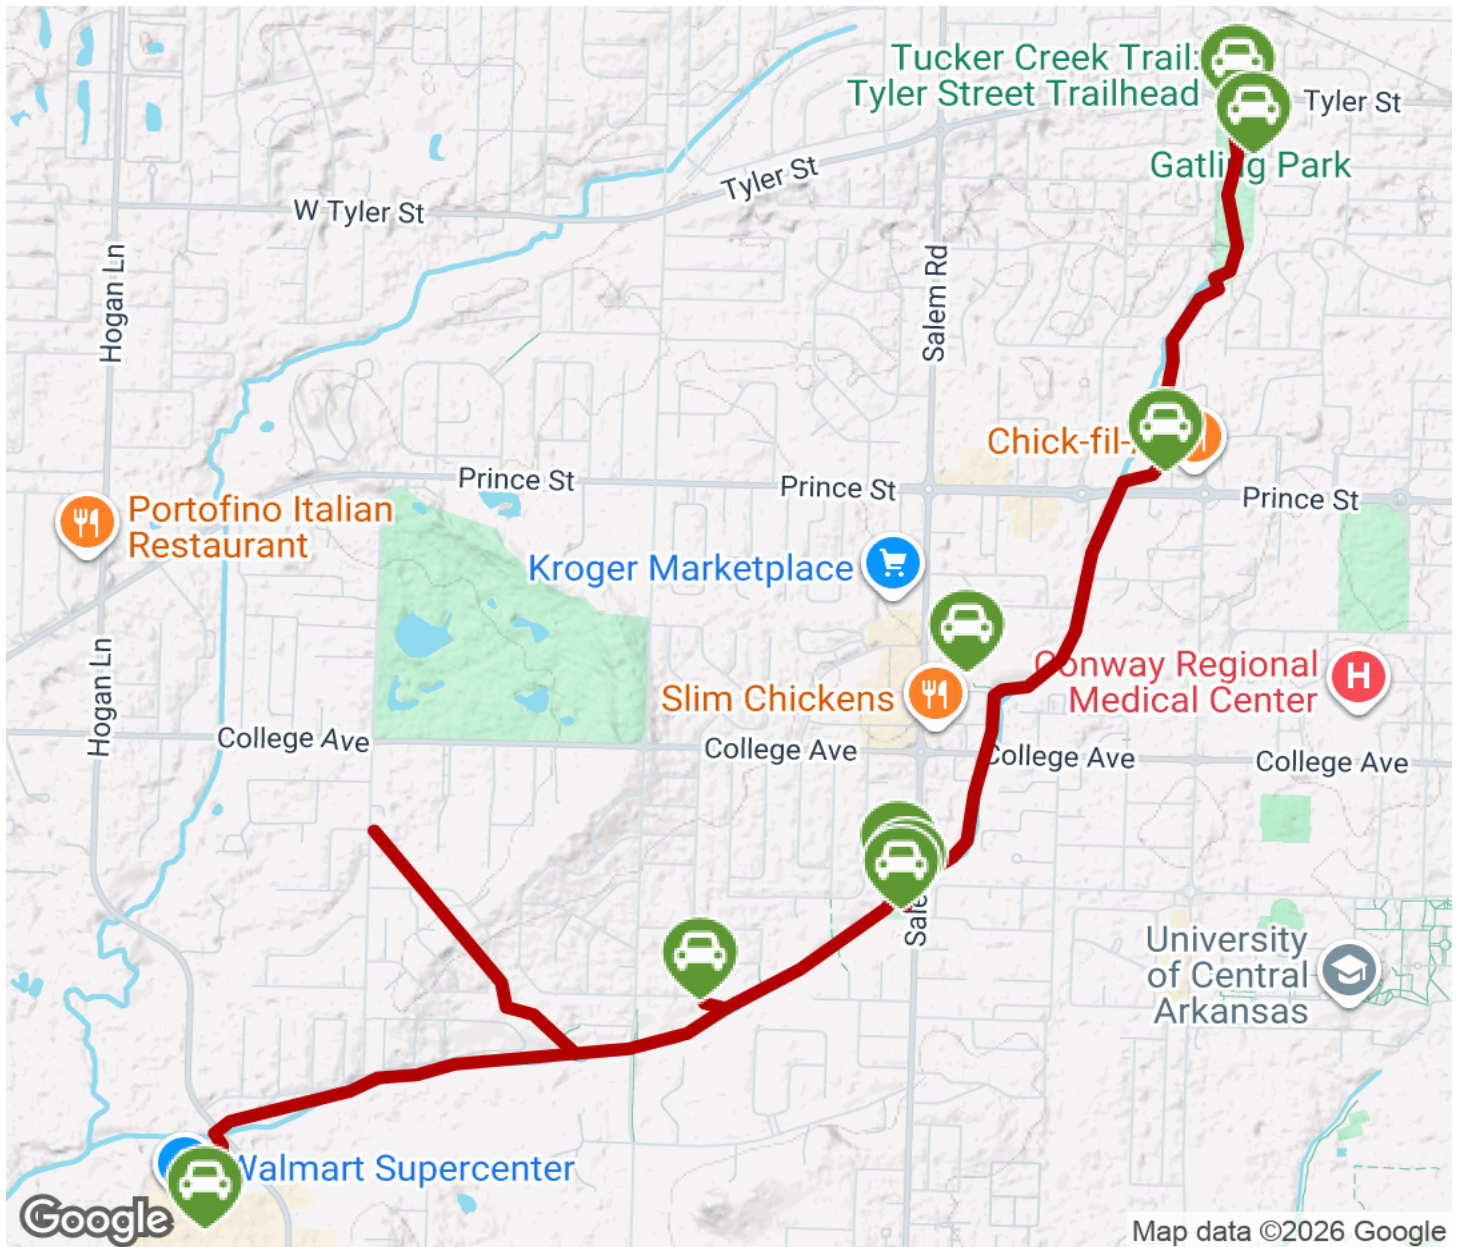 Tucker Creek Trail:
Tyler Street Trailhead
Tyler St
Gatling Park
Tyler St
W Tyler St
Hogan Ln
Salem Rd
Chick-fil-
Prince St
Prince St
Prince St
Portofino Italian
Restaurant
Kroger Marketplace
Conway Regional
Medical Center
H
Slim Chickens
Hogan Ln
College Ave
College Ave
College Ave
College Ave
Sale
University
of Central
Arkansas
Walmart Supercenter
Google
Map data ©2026 Google